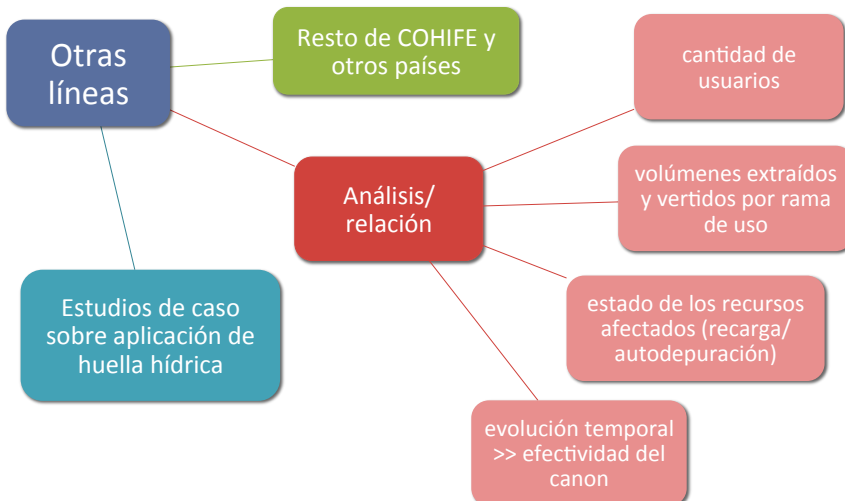 Otras
líneas
Resto de COHIFE y
otros países
cantidad de
usuarios
Análisis/
relación
volúmenes extraídos
y vertidos por rama
de uso
Estudios de caso
sobre aplicación de
huella hídrica
estado de los recursos
afectados (recarga/
autodepuración)
evolución temporal
>> efectividad del
canon